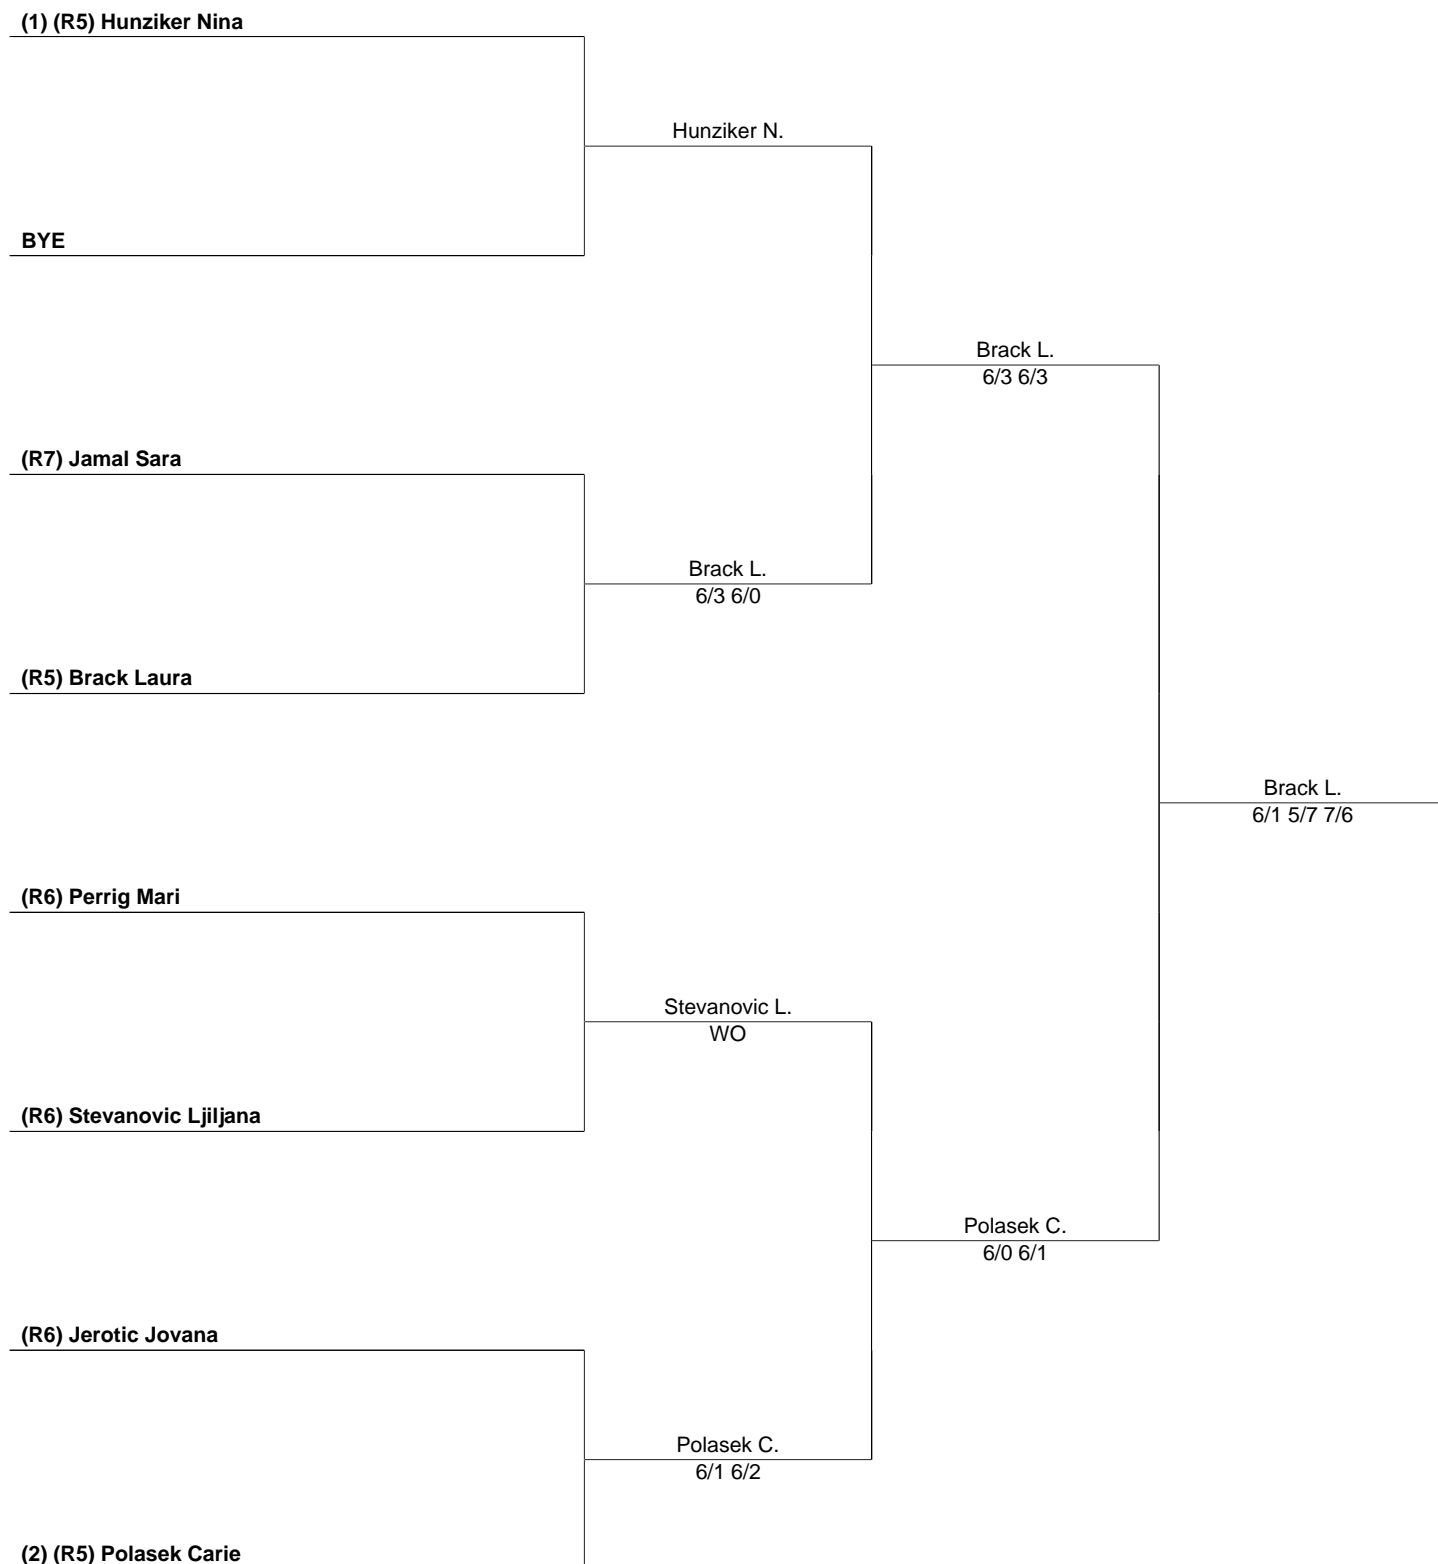 (1) (R5) Hunziker Nina
Hunziker N.
BYE
Brack L.
6/3 6/3
(R7) Jamal Sara
Brack L.
6/3 6/0
(R5) Brack Laura
Brack L.
6/1 5/7 7/6
(R6) Perrig Mari
Stevanovic L.
WO
(R6) Stevanovic Ljiljana
Polasek C.
6/0 6/1
(R6) Jerotic Jovana
Polasek C.
6/1 6/2
(2) (R5) Polasek Carie